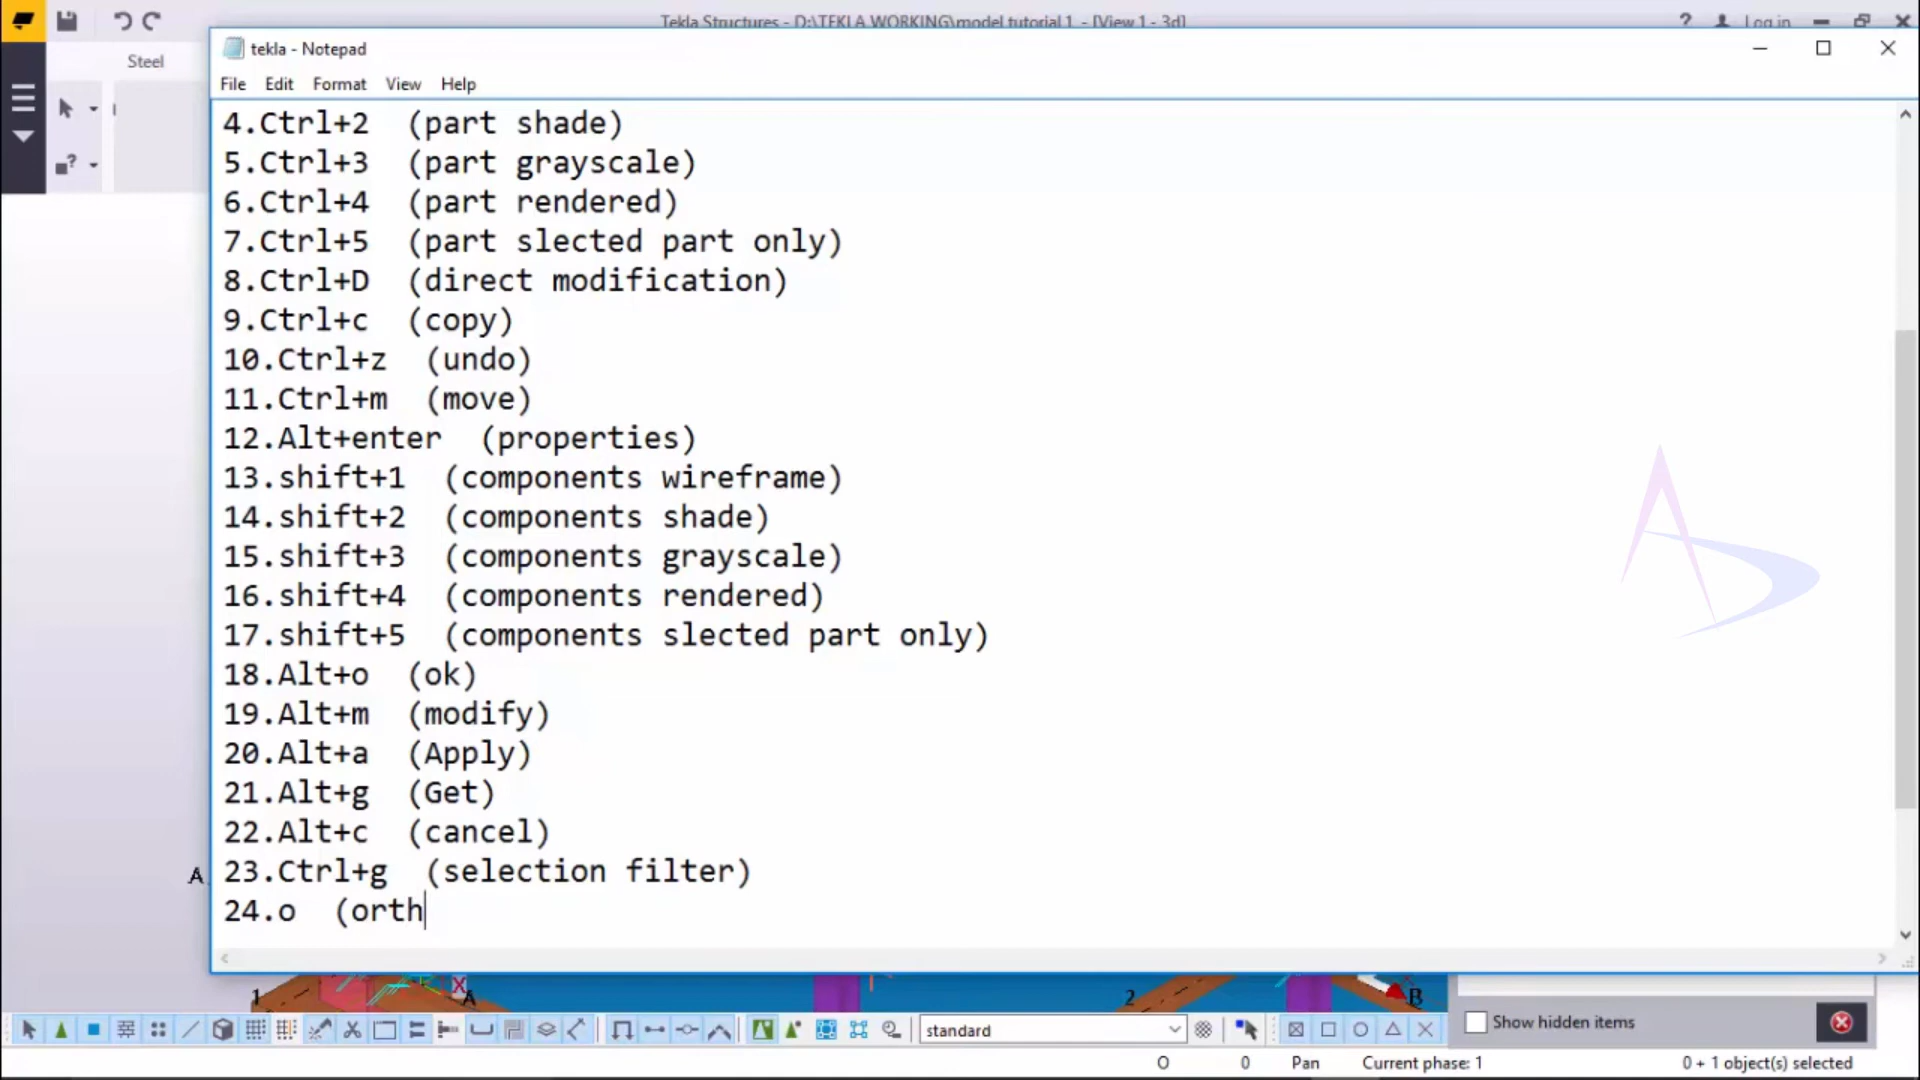 Tekla Structures - D:\TEKLA WORKING\model tutorial 1 - [View 1 - 3d]
? Log in
Steel
tekla - Notepad
File Edit Format View Help
4.Ctrl+2 (part shade)
5.Ctrl+3 (part grayscale)
6.Ctrl+4 (part rendered)
7.Ctrl+5 (part slected part only)
8.Ctrl+D (direct modification)
9.Ctrl+c (copy)
10.Ctrl+z (undo)
11.Ctrl+m (move)
12.Alt+enter (properties)
13.shift+1 (components wireframe)
14.shift+2 (components shade)
15.shift+3 (components grayscale)
16.shift+4 (components rendered)
17.shift+5 (components slected part only)
18.Alt+o (ok)
19.Alt+m (modify)
20.Alt+a (Apply)
21.Alt+g (Get)
22.Alt+c (cancel)
23.Ctrl+g (selection filter)
24.o (orth
A
1 X A 2 B
standard
Show hidden items
O 0 Pan Current phase: 1 0 + 1 object(s) selected